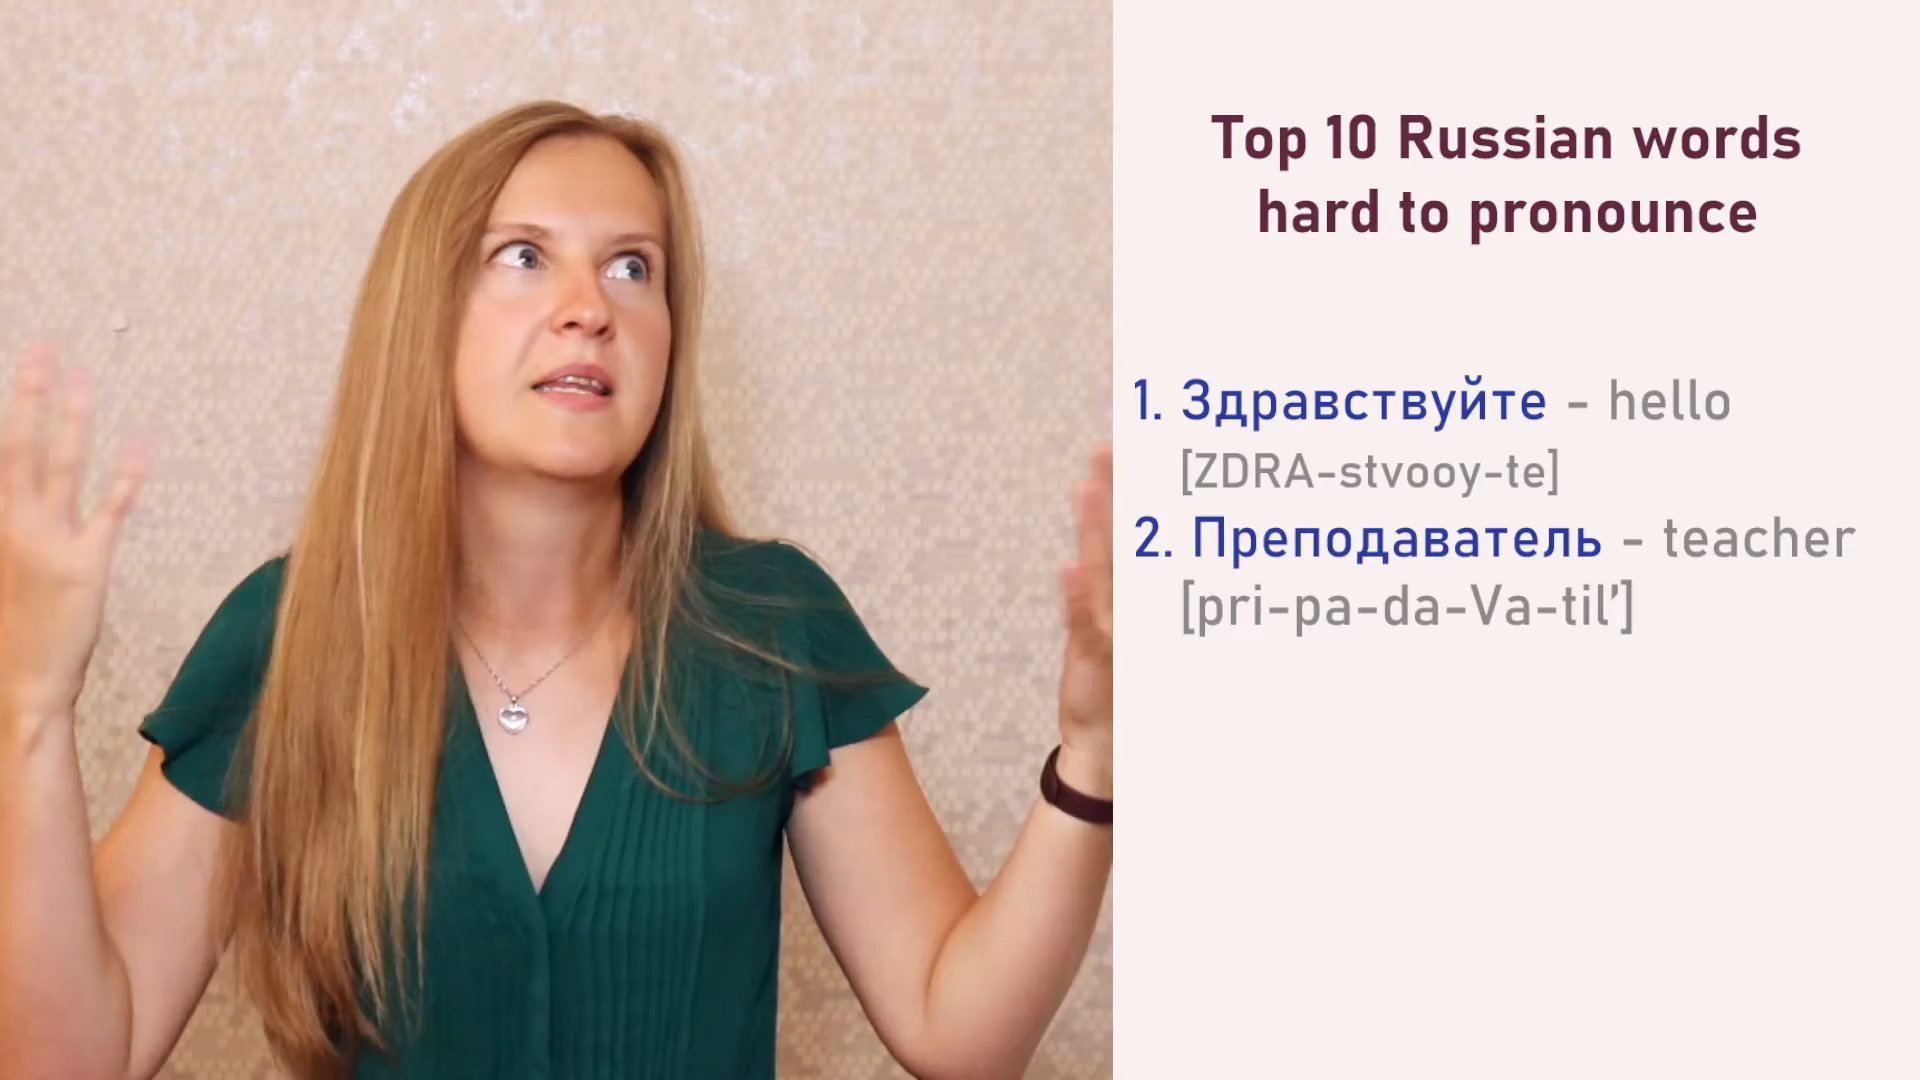 Top 10 Russian words
hard to pronounce
1. Здравствуйте - hello
[ZDRA-stvooy-te]
2. Преподаватель - teacher
[pri-pa-da-Va-til’]